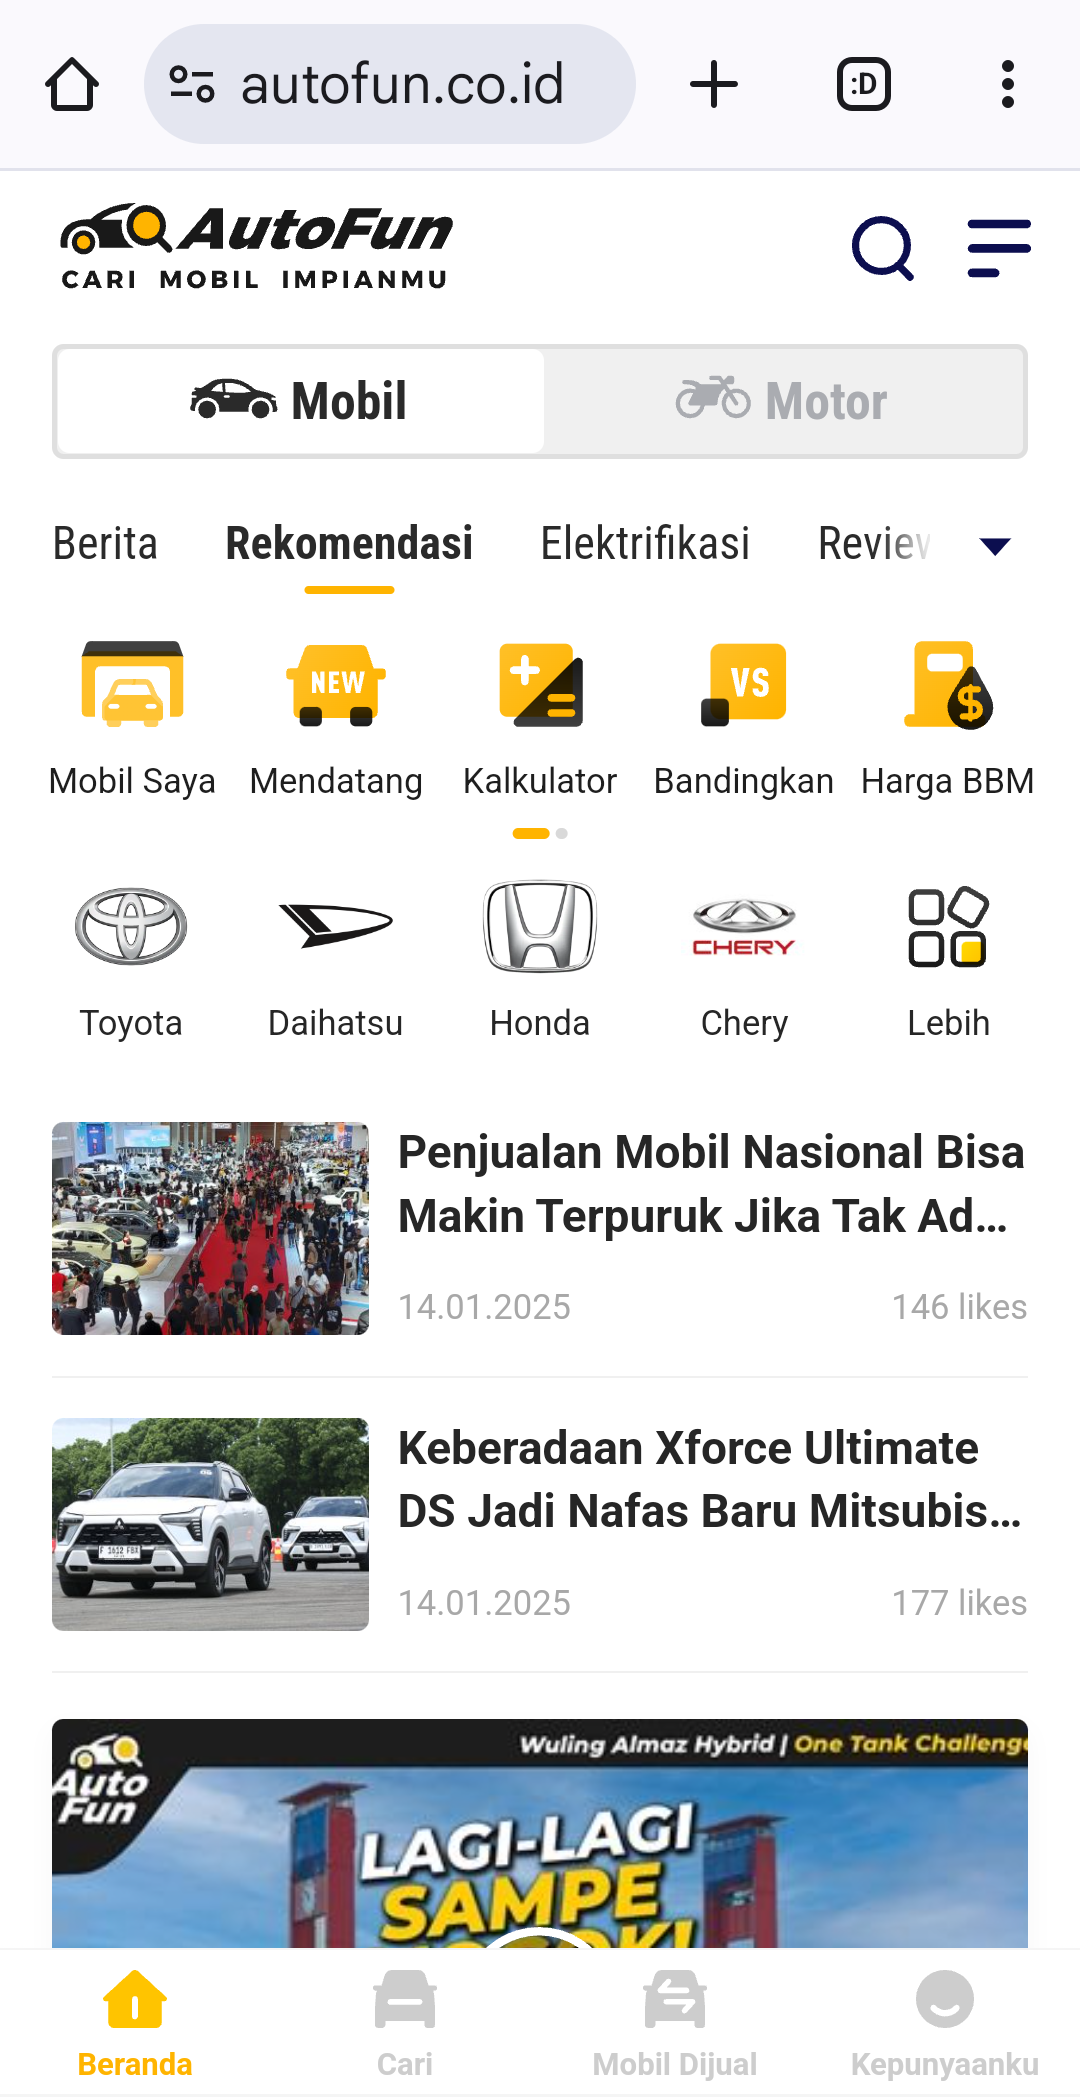 autofun.co.id
:D
AutoFun
CARI MOBIL IMPIANMU
Mobil
Motor
Berita
Rekomendasi
Elektrifikasi
Review
NEW
VS
$
Mobil Saya
Mendatang
Kalkulator
Bandingkan
Harga BBM
CHERY
Toyota
Daihatsu
Honda
Chery
Lebih
Penjualan Mobil Nasional Bisa
Makin Terpuruk Jika Tak Ad...
14.01.2025
146 likes
Keberadaan Xforce Ultimate
DS Jadi Nafas Baru Mitsubis...
14.01.2025
177 likes
Auto
Fun
Wuling Almaz Hybrid | One Tank Challenge
LAGI-LAGI
SAMPE
Beranda
Cari
Mobil Dijual
Kepunyaanku